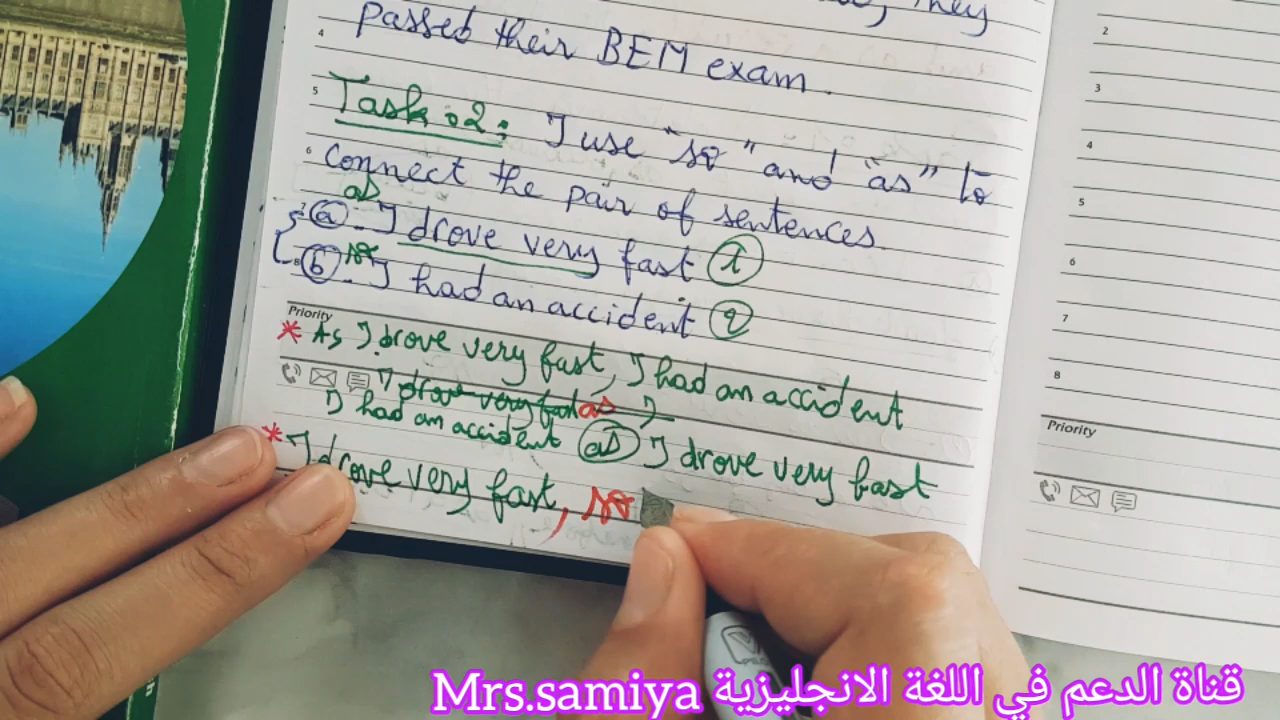 they
passed their BEM exam.
Task 02: I use "so" and "as" to
connect the pair of sentences.
as
a. I drove very fast 1
so
b. I had an accident 2
Priority
* As I drove very fast, I had an accident
I drove very fast as I
I had an accident as I drove very fast
* I drove very fast, so
2
3
4
5
6
7
8
Priority
Mrs.samiya قناة الدعم في اللغة الانجليزية